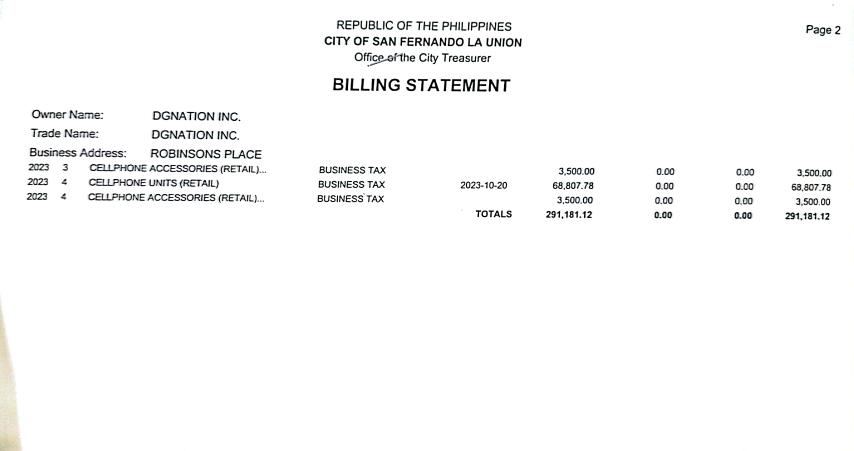 REPUBLIC OF THE PHILIPPINES
Page 2
CITY OF SAN FERNANDO LA UNION
Office of the City Treasurer
BILLING STATEMENT
Owner Name: DGNATION INC.
Trade Name: DGNATION INC.
Business Address: ROBINSONS PLACE
2023 3 CELLPHONE ACCESSORIES (RETAIL)... BUSINESS TAX 3,500.00 0.00 0.00 3,500.00
2023 4 CELLPHONE UNITS (RETAIL) BUSINESS TAX 2023-10-20 68,807.78 0.00 0.00 68,807.78
2023 4 CELLPHONE ACCESSORIES (RETAIL)... BUSINESS TAX 3,500.00 0.00 0.00 3,500.00
TOTALS 291,181.12 0.00 0.00 291,181.12